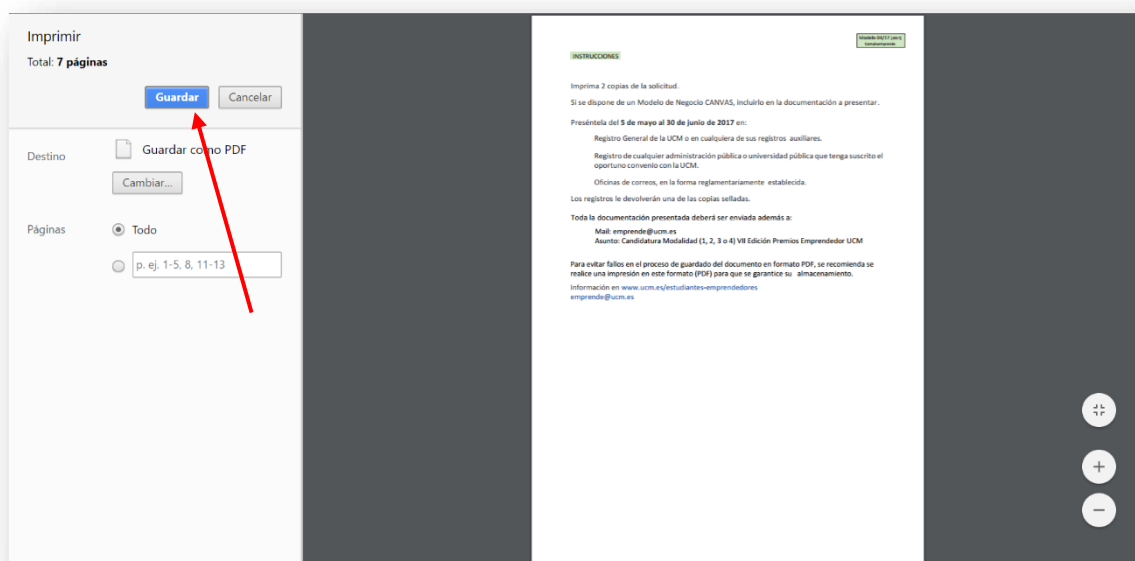 Imprimir
Total: 7 páginas
Guardar
Cancelar
Destino
Guardar como PDF
Cambiar...
Páginas
Todo
p. ej. 1-5, 8, 11-13
Modelo 04/17 (aec)
INSTRUCCIONES
Imprima 2 copias de la solicitud.
Si se dispone de un Modelo de Negocio CANVAS, incluirlo en la documentación a presentar.
Preséntela del 5 de mayo al 30 de junio de 2017 en:
Registro General de la UCM o en cualquiera de sus registros auxiliares.
Registro de cualquier administración pública o universidad pública que tenga suscrito el
oportuno convenio con la UCM.
Oficinas de correos, en la forma reglamentariamente establecida.
Los registros le devolverán una de las copias selladas.
Toda la documentación presentada deberá ser enviada además a:
Mail: emprende@ucm.es
Asunto: Candidatura Modalidad (1, 2, 3 o 4) VII Edición Premios Emprendedor UCM
Para evitar fallos en el proceso de guardado del documento en formato PDF, se recomienda se
realice una impresión en este formato (PDF) para que se garantice su almacenamiento.
Información en www.ucm.es/estudiantes-emprendedores
emprende@ucm.es